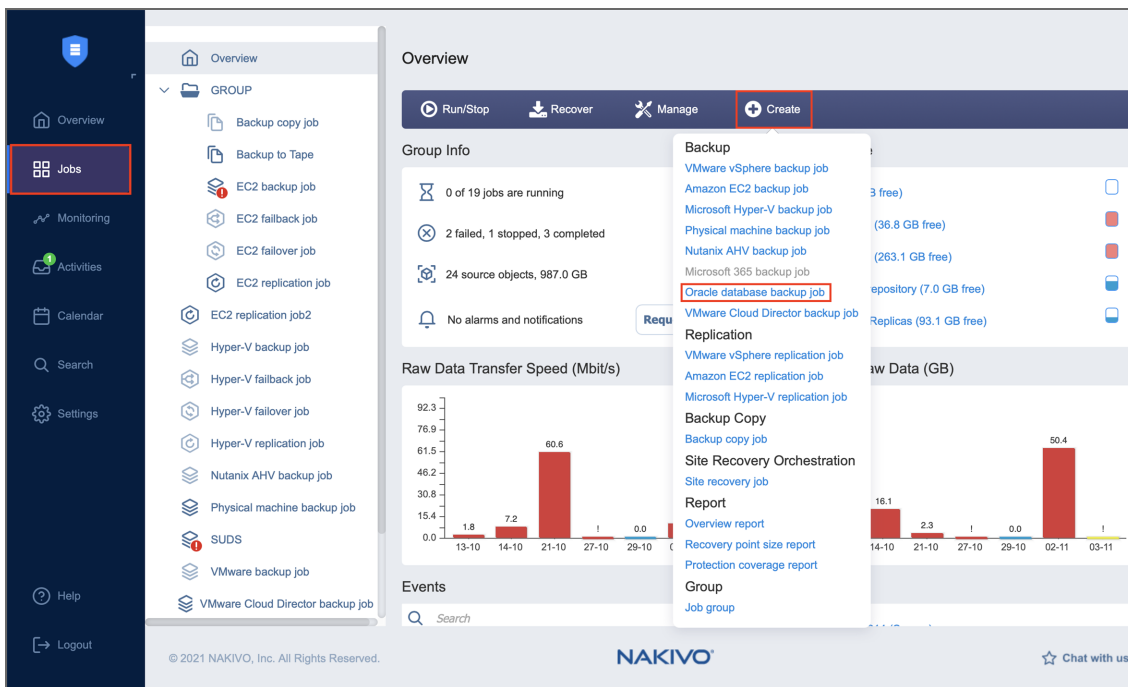 Overview
Jobs
Monitoring
1
Activities
Calendar
Search
Settings
Help
Logout
Overview
GROUP
Backup copy job
Backup to Tape
EC2 backup job
EC2 failback job
EC2 failover job
EC2 replication job
EC2 replication job2
Hyper-V backup job
Hyper-V failback job
Hyper-V failover job
Hyper-V replication job
Nutanix AHV backup job
Physical machine backup job
SUDS
VMware backup job
VMware Cloud Director backup job
Overview
Run/Stop
Recover
Manage
Create
Group Info
0 of 19 jobs are running
2 failed, 1 stopped, 3 completed
24 source objects, 987.0 GB
No alarms and notifications
Backup
VMware vSphere backup job
Amazon EC2 backup job
Microsoft Hyper-V backup job
Physical machine backup job
Nutanix AHV backup job
Microsoft 365 backup job
Oracle database backup job
VMware Cloud Director backup job
Replication
VMware vSphere replication job
Amazon EC2 replication job
Microsoft Hyper-V replication job
Backup Copy
Backup copy job
Site Recovery Orchestration
Site recovery job
Report
Overview report
Recovery point size report
Protection coverage report
Group
Job group
B free)
(36.8 GB free)
(263.1 GB free)
epository (7.0 GB free)
Replicas (93.1 GB free)
Raw Data Transfer Speed (Mbit/s)
92.3
76.9
61.5
46.2
30.8
15.4
0.0
1.8
7.2
60.6
!
0.0
13-10
14-10
21-10
27-10
29-10
aw Data (GB)
16.1
2.3
!
0.0
50.4
!
14-10
21-10
27-10
29-10
02-11
03-11
Events
Search
© 2021 NAKIVO, Inc. All Rights Reserved.
NAKIVO
Chat with us